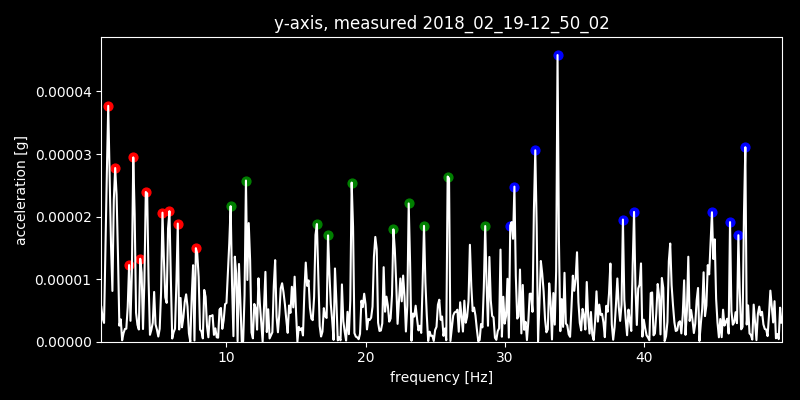 y-axis, measured 2018_02_19-12_50_02
acceleration [g]
0.00004
0.00003
0.00002
0.00001
0.00000
10 20 30 40
frequency [Hz]